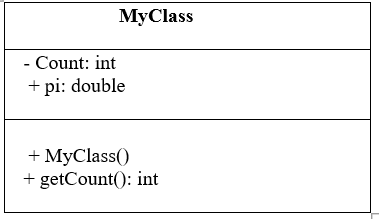 MyClass
- Count: int
+ pi: double
+ MyClass()
+ getCount(): int